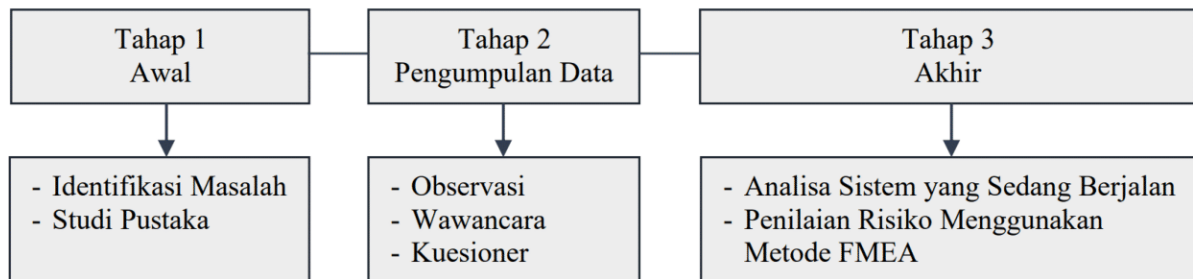 Tahap 1
Awal
Tahap 2
Pengumpulan Data
Tahap 3
Akhir
- Identifikasi Masalah
- Studi Pustaka
- Observasi
- Wawancara
- Kuesioner
- Analisa Sistem yang Sedang Berjalan
- Penilaian Risiko Menggunakan
Metode FMEA